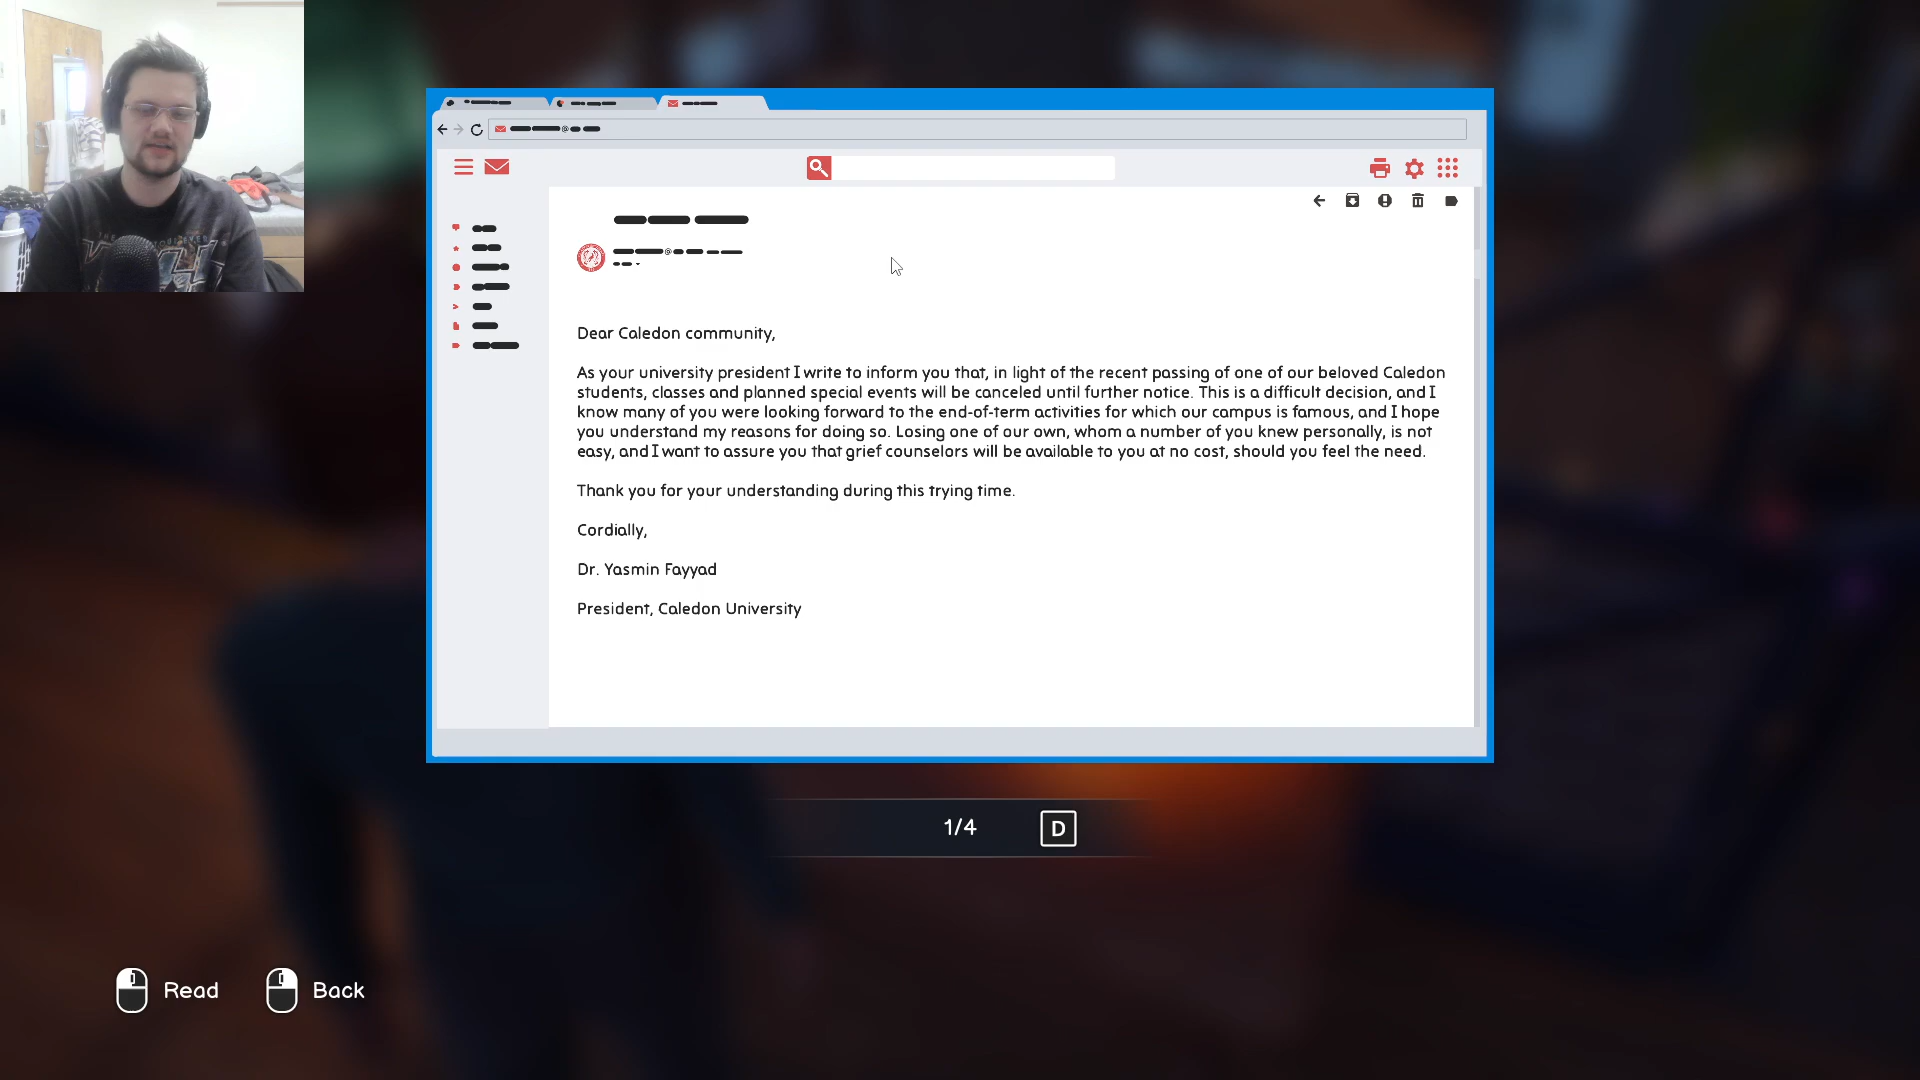 Dear Caledon community,
As your university president I write to inform you that, in light of the recent passing of one of our beloved Caledon
students, classes and planned special events will be canceled until further notice. This is a difficult decision, and I
know many of you were looking forward to the end-of-term activities for which our campus is famous, and I hope
you understand my reasons for doing so. Losing one of our own, whom a number of you knew personally, is not
easy, and I want to assure you that grief counselors will be available to you at no cost, should you feel the need.
Thank you for your understanding during this trying time.
Cordially,
Dr. Yasmin Fayyad
President, Caledon University
1/4
D
Read
Back